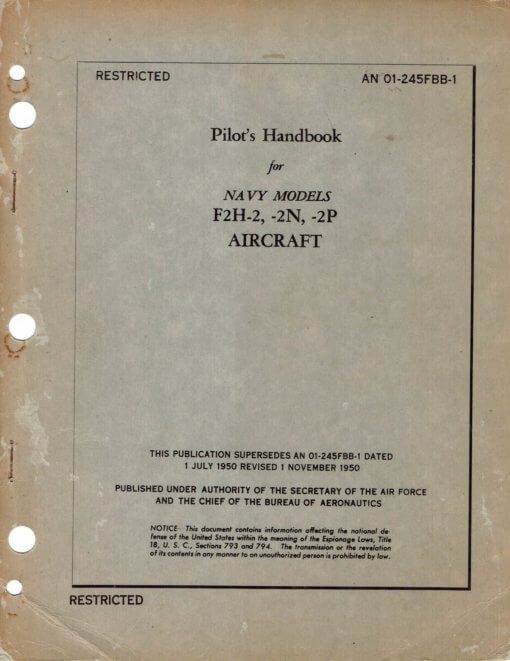 RESTRICTED
AN 01-245FBB-1
Pilot's Handbook
for
NAVY MODELS
F2H-2, -2N, -2P
AIRCRAFT
THIS PUBLICATION SUPERSEDES AN 01-245FBB-1 DATED
1 JULY 1950 REVISED 1 NOVEMBER 1950
PUBLISHED UNDER AUTHORITY OF THE SECRETARY OF THE AIR FORCE
AND THE CHIEF OF THE BUREAU OF AERONAUTICS
NOTICE- This document contains information affecting the national de-
fense of the United States within the meaning of the Espionage Laws, Title
18, U. S. C., Sections 793 and 794. The transmission or the revelation
of its contents in any manner to an unauthorized person is prohibited by law.
RESTRICTED